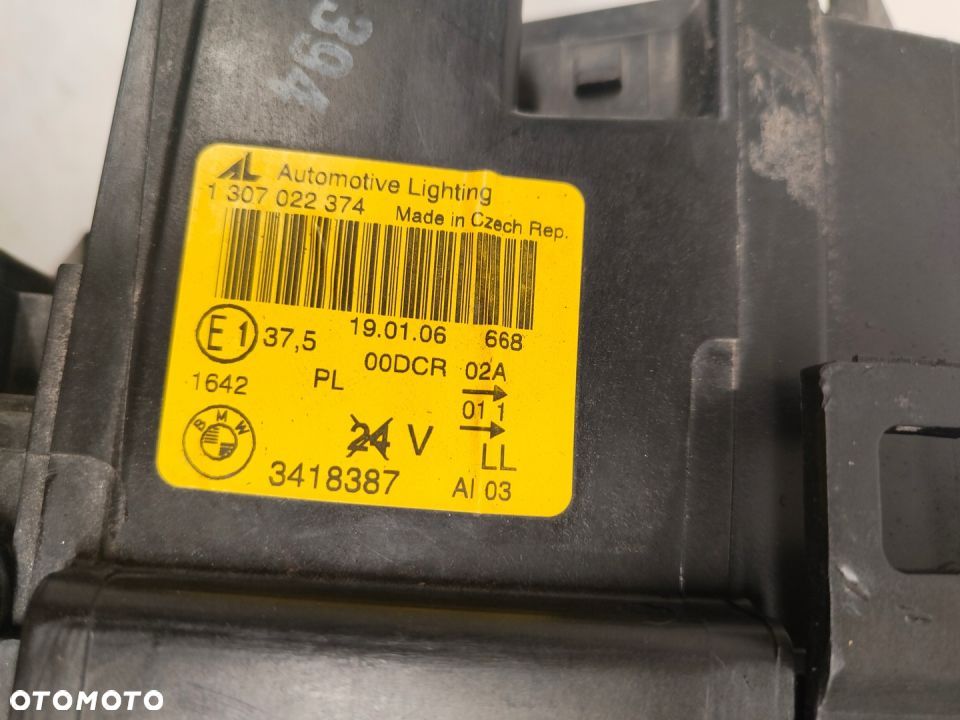 394
AL Automotive Lighting
1 307 022 374 Made in Czech Rep.
E1 37,5 19.01.06 668
00DCR 02A
1642 PL
01 1
24 V LL
BMW 3418387 AI 03
OTOMOTO